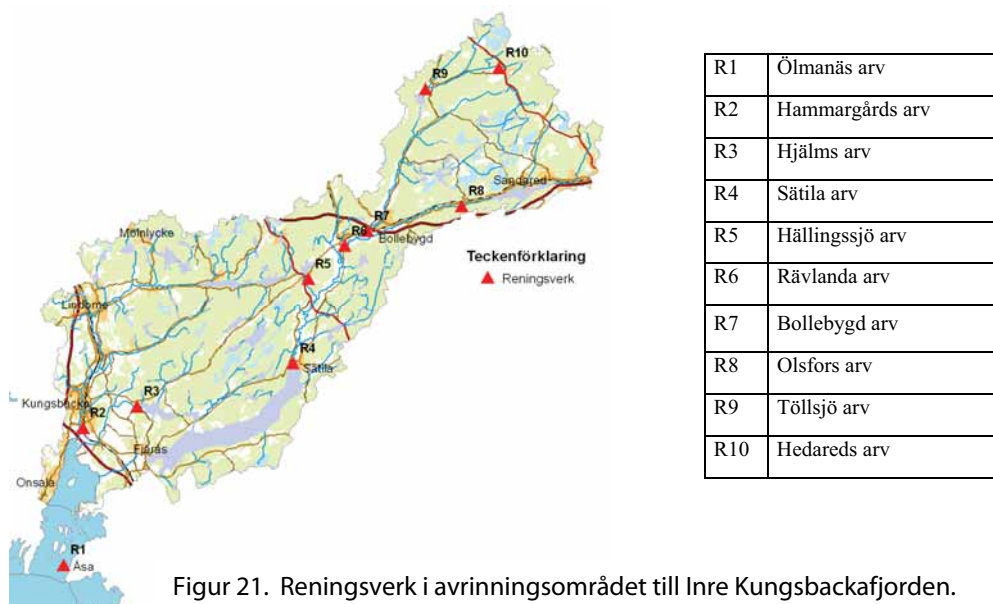 R10
R9
R8
Sandared
R7
R6
Bollebygd
Mölnlycke
R5
Lindome
R4
Sätila
R3
Kungsbacka
R2
Fjärås
Onsala
R1
Åsa
Teckenförklaring
Reningsverk
R1 Ölmanäs arv
R2 Hammargårds arv
R3 Hjälms arv
R4 Sätila arv
R5 Hällingssjö arv
R6 Rävlanda arv
R7 Bollebygd arv
R8 Olsfors arv
R9 Töllsjö arv
R10 Hedareds arv
Figur 21. Reningsverk i avrinningsområdet till Inre Kungsbackafjorden.